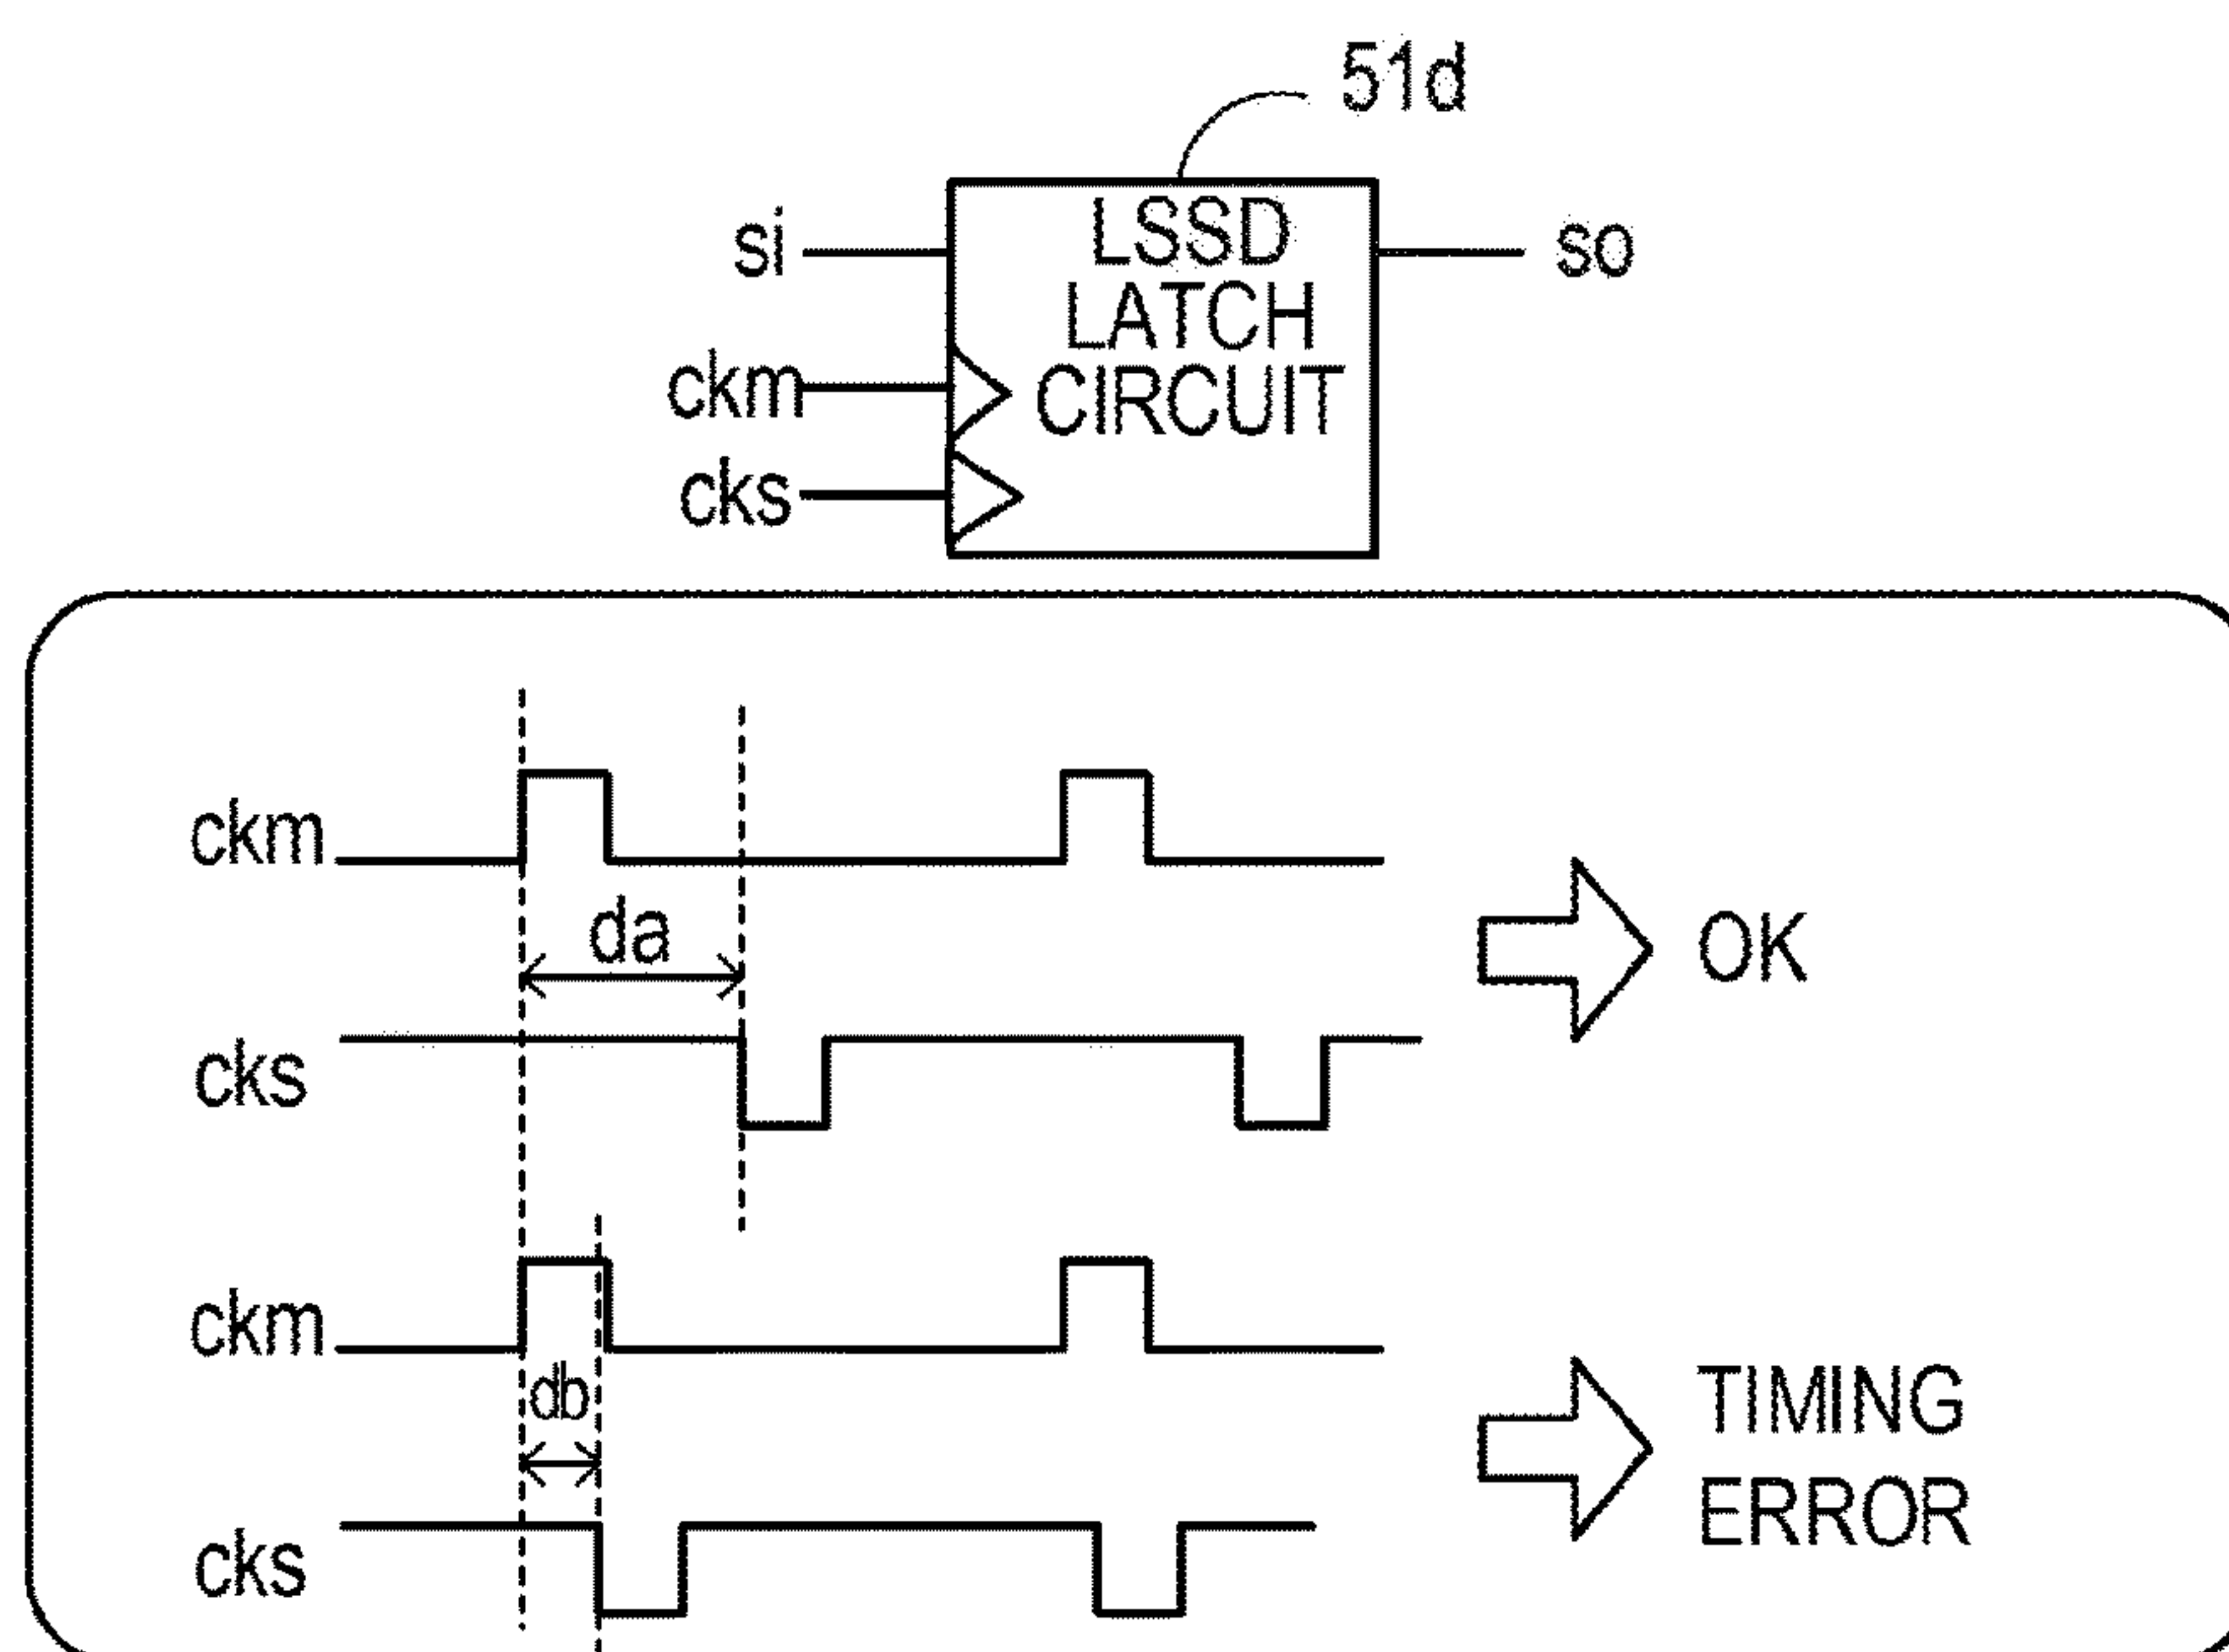 51d
si
LSSD
LATCH
CIRCUIT
so
ckm
cks
ckm
da
OK
cks
ckm
db
TIMING
ERROR
cks